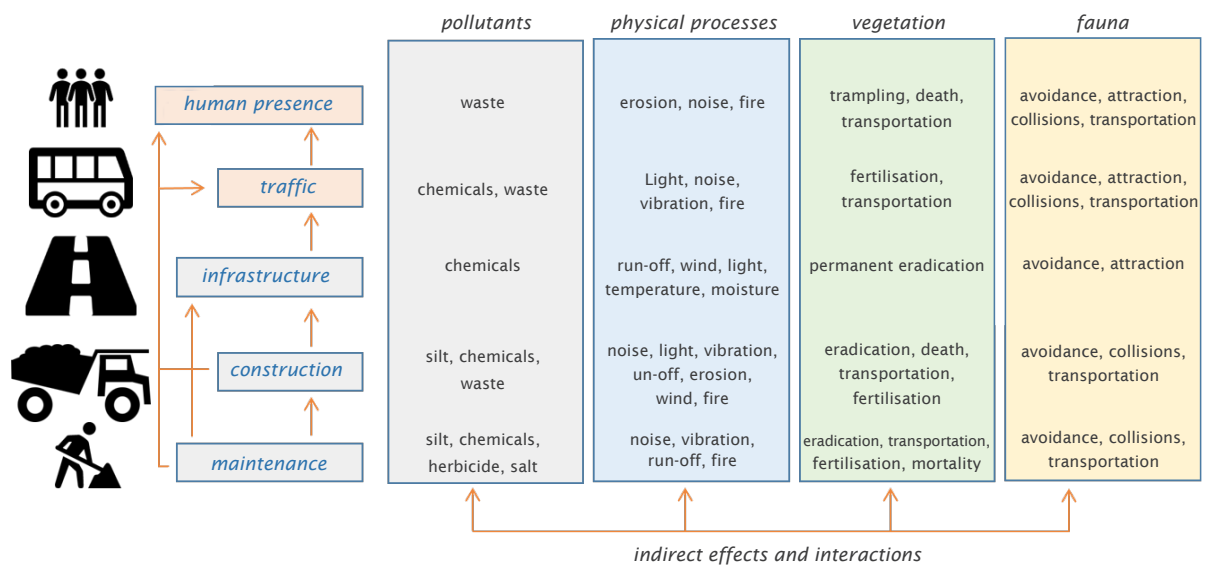 pollutants
physical processes
vegetation
fauna
human presence
waste
erosion, noise, fire
trampling, death,
transportation
avoidance, attraction,
collisions, transportation
traffic
chemicals, waste
Light, noise,
vibration, fire
fertilisation,
transportation
avoidance, attraction,
collisions, transportation
infrastructure
chemicals
run-off, wind, light,
temperature, moisture
permanent eradication
avoidance, attraction
construction
silt, chemicals,
waste
noise, light, vibration,
un-off, erosion,
wind, fire
eradication, death,
transportation,
fertilisation
avoidance, collisions,
transportation
maintenance
silt, chemicals,
herbicide, salt
noise, vibration,
run-off, fire
eradication, transportation,
fertilisation, mortality
avoidance, collisions,
transportation
indirect effects and interactions